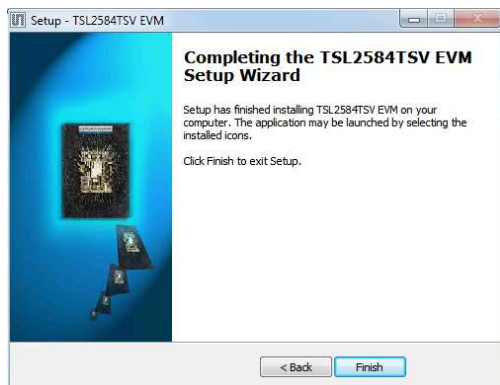 Setup - TSL2584TSV EVM
Completing the TSL2584TSV EVM
Setup Wizard
Setup has finished installing TSL2584TSV EVM on your
computer. The application may be launched by selecting the
installed icons.
Click Finish to exit Setup.
< Back
Finish